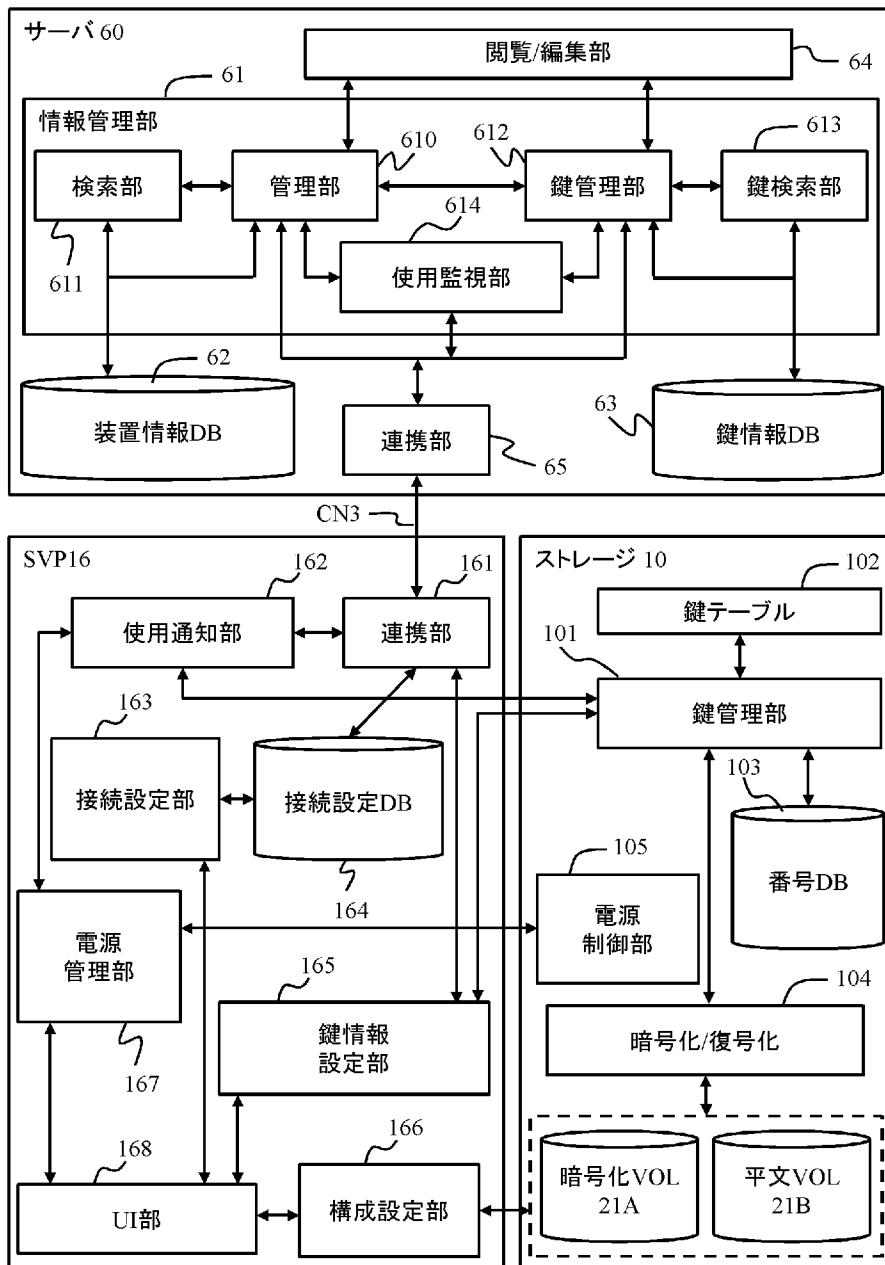 サーバ 60
閲覧/編集部
64
61
情報管理部
610
612
613
検索部
管理部
鍵管理部
鍵検索部
611
614
使用監視部
62
装置情報DB
連携部
65
63
鍵情報DB
CN3
SVP16
162
161
使用通知部
連携部
163
接続設定部
接続設定DB
164
電源
管理部
167
165
鍵情報
設定部
168
UI部
166
構成設定部
ストレージ 10
102
鍵テーブル
101
鍵管理部
103
番号DB
105
電源
制御部
104
暗号化/復号化
暗号化VOL
21A
平文VOL
21B